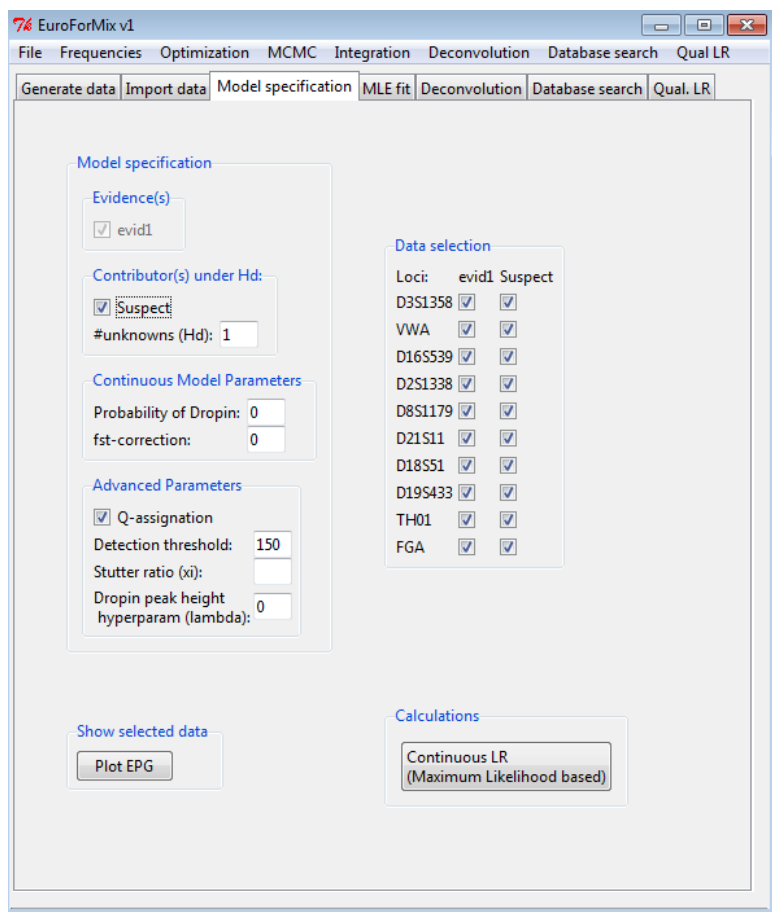 EuroForMix v1
File Frequencies Optimization MCMC Integration Deconvolution Database search Qual LR
Generate data Import data Model specification MLE fit Deconvolution Database search Qual. LR
Model specification
Evidence(s)
evid1
Contributor(s) under Hd:
Suspect
#unknowns (Hd): 1
Continuous Model Parameters
Probability of Dropin: 0
fst-correction: 0
Advanced Parameters
Q-assignation
Detection threshold: 150
Stutter ratio (xi):
Dropin peak height
hyperparam (lambda): 0
Data selection
Loci: evid1 Suspect
D3S1358
VWA
D16S539
D2S1338
D8S1179
D21S11
D18S51
D19S433
TH01
FGA
Show selected data
Plot EPG
Calculations
Continuous LR
(Maximum Likelihood based)